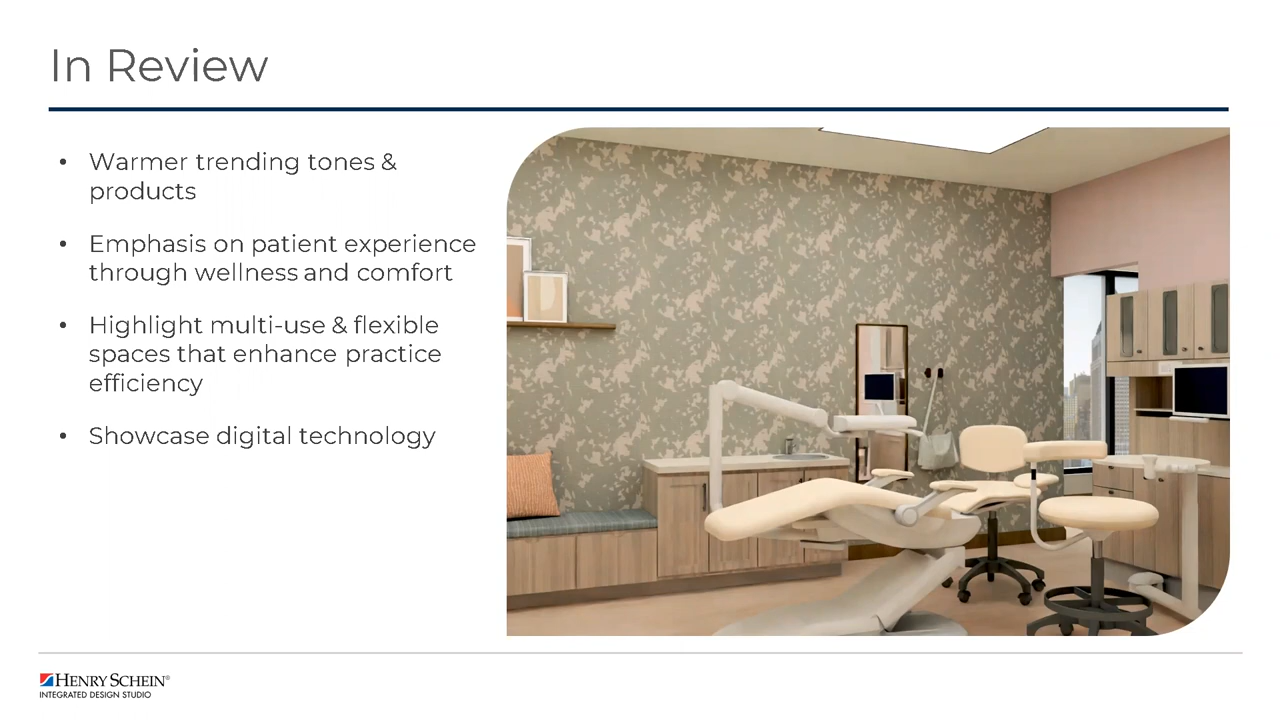 In Review
• Warmer trending tones &
products
• Emphasis on patient experience
through wellness and comfort
• Highlight multi-use & flexible
spaces that enhance practice
efficiency
• Showcase digital technology
HENRY SCHEIN®
INTEGRATED DESIGN STUDIO